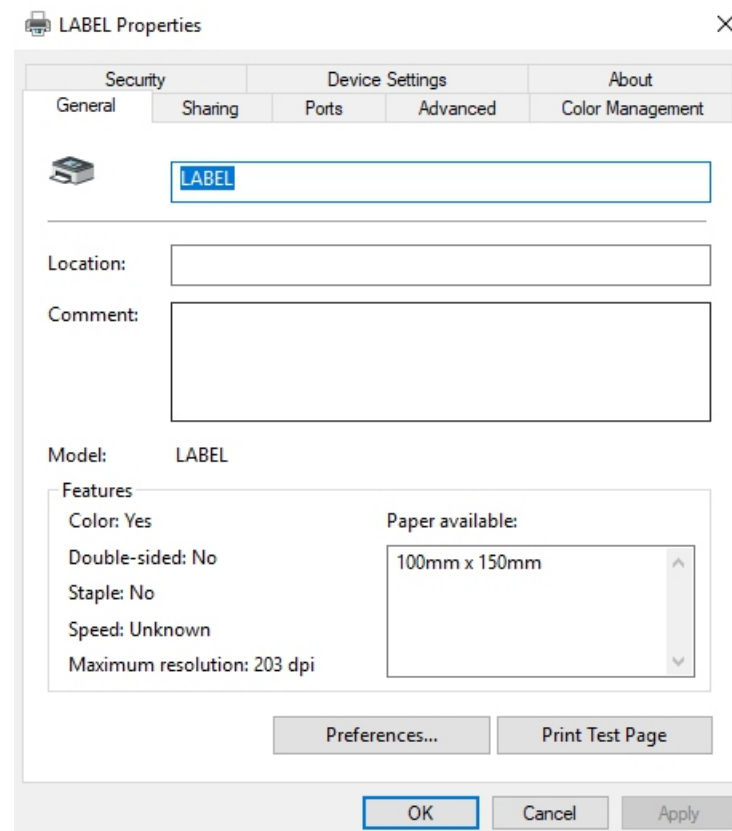 LABEL Properties
Security Device Settings About
General Sharing Ports Advanced Color Management
LABEL
Location:
Comment:
Model: LABEL
Features
Color: Yes
Paper available:
Double-sided: No
100mm x 150mm
Staple: No
Speed: Unknown
Maximum resolution: 203 dpi
Preferences... Print Test Page
OK Cancel Apply